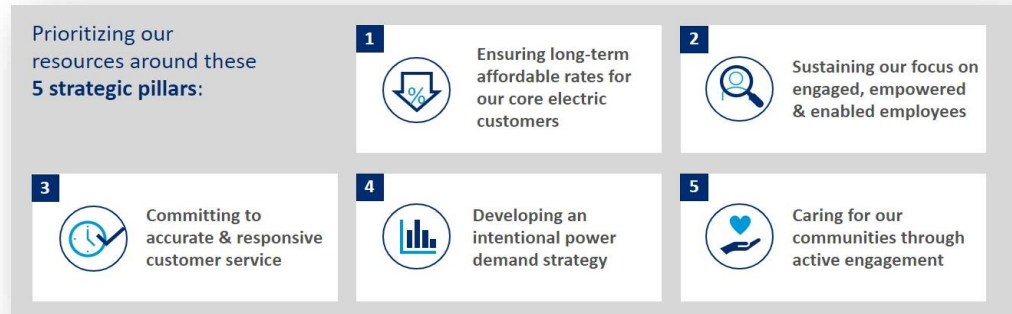 Prioritizing our
resources around these
5 strategic pillars:
1
Ensuring long-term
affordable rates for
our core electric
customers
%
2
Sustaining our focus on
engaged, empowered
& enabled employees
3
Committing to
accurate & responsive
customer service
4
Developing an
intentional power
demand strategy
5
Caring for our
communities through
active engagement